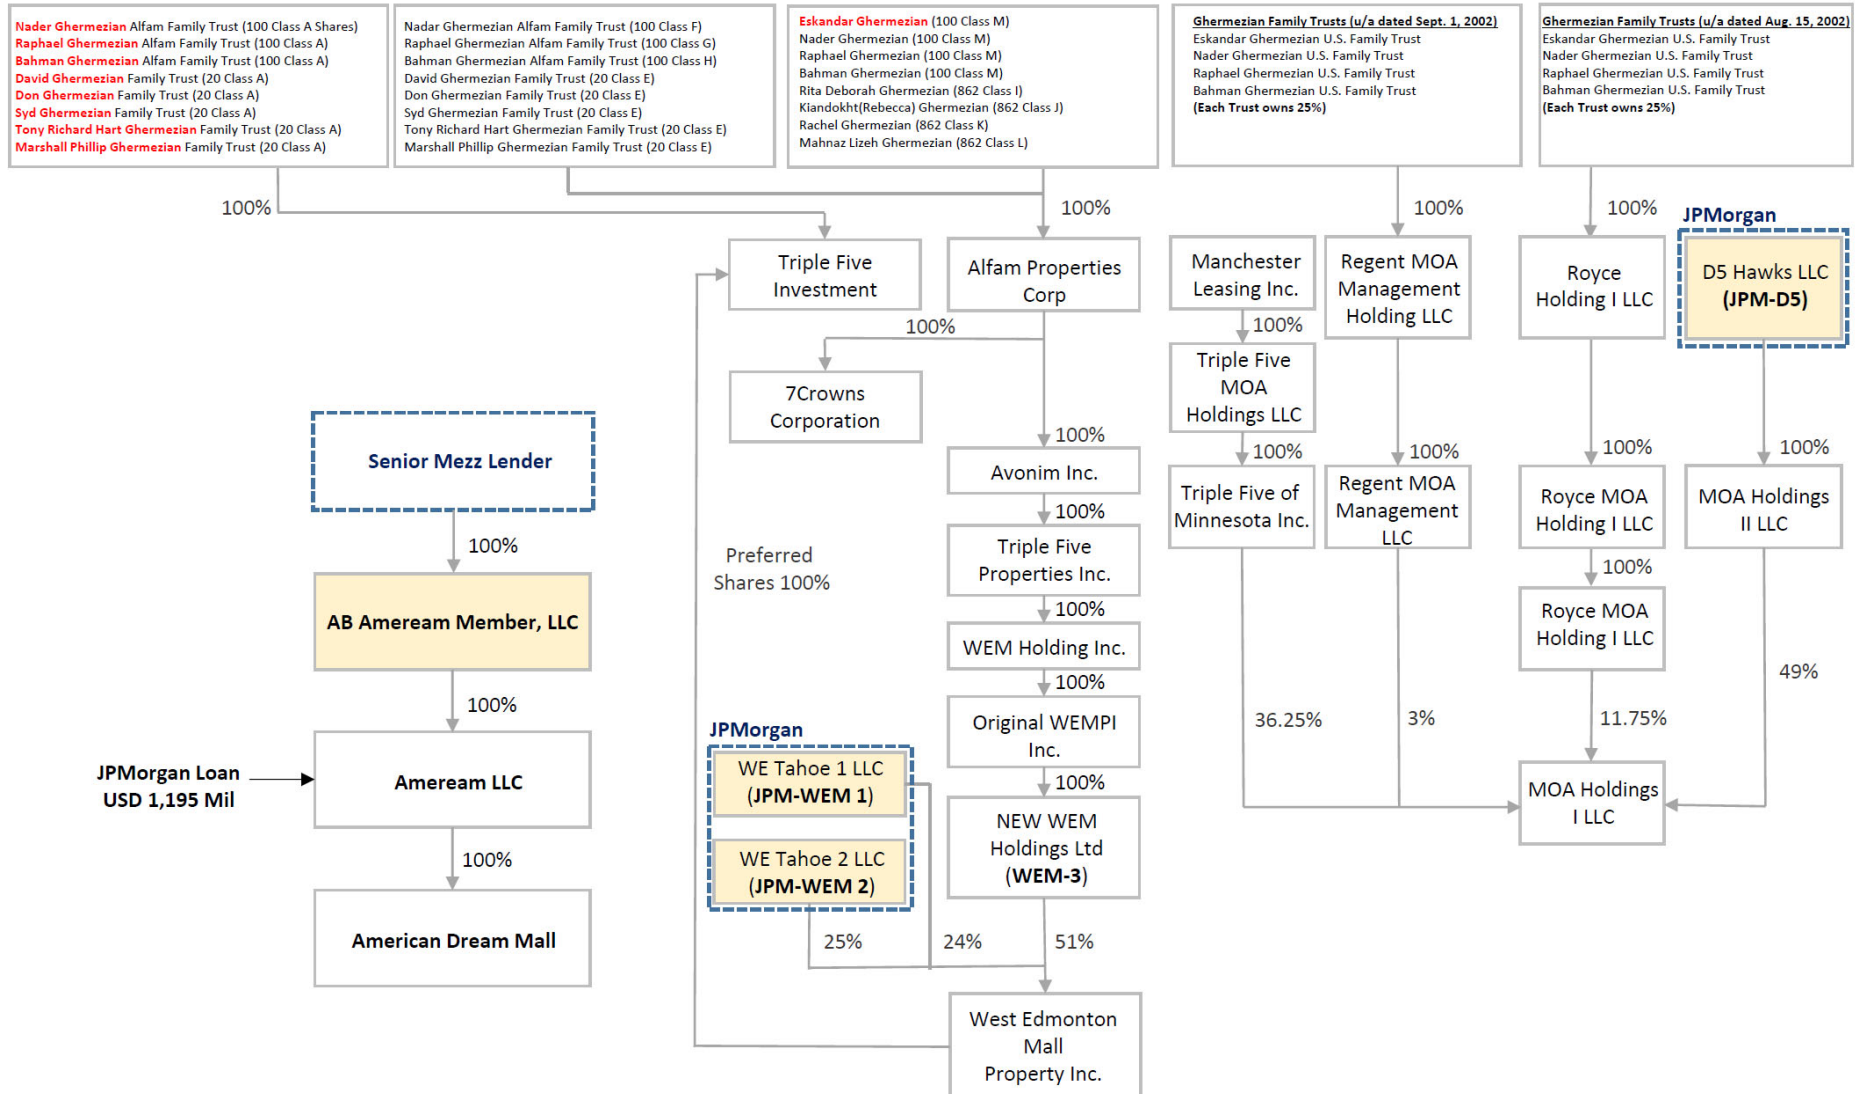 Nader Ghermezian Alfam Family Trust (100 Class A Shares)
Raphael Ghermezian Alfam Family Trust (100 Class A)
Bahman Ghermezian Alfam Family Trust (100 Class A)
David Ghermezian Family Trust (20 Class A)
Don Ghermezian Family Trust (20 Class A)
Syd Ghermezian Family Trust (20 Class A)
Tony Richard Hart Ghermezian Family Trust (20 Class A)
Marshall Phillip Ghermezian Family Trust (20 Class A)
Nadar Ghermezian Alfam Family Trust (100 Class F)
Raphael Ghermezian Alfam Family Trust (100 Class G)
Bahman Ghermezian Alfam Family Trust (100 Class H)
David Ghermezian Family Trust (20 Class E)
Don Ghermezian Family Trust (20 Class E)
Syd Ghermezian Family Trust (20 Class E)
Tony Richard Hart Ghermezian Family Trust (20 Class E)
Marshall Phillip Ghermezian Family Trust (20 Class E)
Eskandar Ghermezian (100 Class M)
Nader Ghermezian (100 Class M)
Raphael Ghermezian (100 Class M)
Bahman Ghermezian (100 Class M)
Rita Deborah Ghermezian (862 Class I)
Kiandokht(Rebecca) Ghermezian (862 Class J)
Rachel Ghermezian (862 Class K)
Mahnaz Lizeh Ghermezian (862 Class L)
Ghermezian Family Trusts (u/a dated Sept. 1, 2002)
Eskandar Ghermezian U.S. Family Trust
Nader Ghermezian U.S. Family Trust
Raphael Ghermezian U.S. Family Trust
Bahman Ghermezian U.S. Family Trust
(Each Trust owns 25%)
Ghermezian Family Trusts (u/a dated Aug. 15, 2002)
Eskandar Ghermezian U.S. Family Trust
Nader Ghermezian U.S. Family Trust
Raphael Ghermezian U.S. Family Trust
Bahman Ghermezian U.S. Family Trust
(Each Trust owns 25%)
100%
100%
100%
100%
JPMorgan
Triple Five
Investment
Alfam Properties
Corp
Manchester
Leasing Inc.
Regent MOA
Management
Holding LLC
Royce
Holding I LLC
D5 Hawks LLC
(JPM-D5)
100%
100%
7Crowns
Corporation
Triple Five
MOA
Holdings LLC
100%
100%
100%
100%
100%
Senior Mezz Lender
Avonim Inc.
Triple Five of
Minnesota Inc.
Regent MOA
Management
LLC
Royce MOA
Holding I LLC
MOA Holdings
II LLC
100%
100%
Preferred
Shares 100%
Triple Five
Properties Inc.
100%
AB Ameream Member, LLC
100%
Royce MOA
Holding I LLC
WEM Holding Inc.
100%
49%
100%
Original WEMPI
Inc.
36.25%
3%
11.75%
JPMorgan
WE Tahoe 1 LLC
(JPM-WEM 1)
100%
JPMorgan Loan
USD 1,195 Mil
Ameream LLC
MOA Holdings
I LLC
NEW WEM
Holdings Ltd
(WEM-3)
WE Tahoe 2 LLC
(JPM-WEM 2)
100%
American Dream Mall
25%
24%
51%
West Edmonton
Mall
Property Inc.